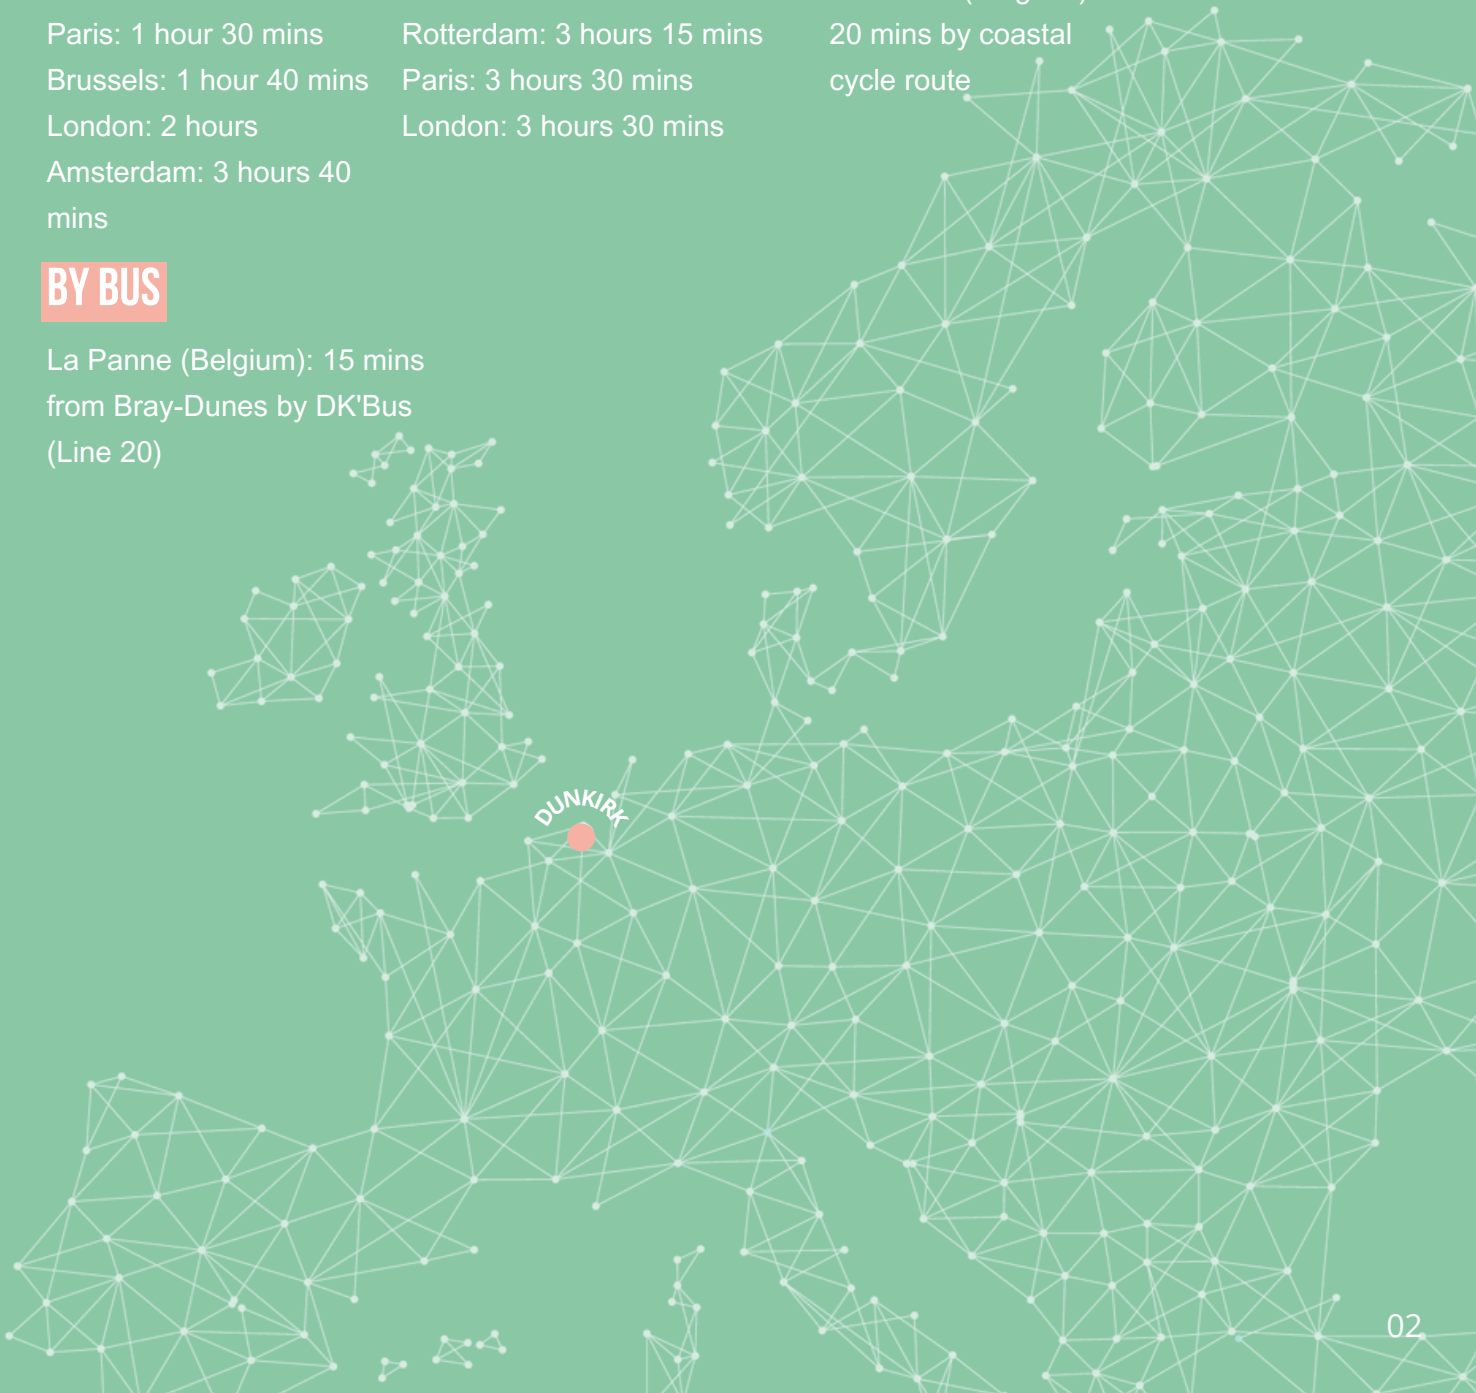 Paris: 1 hour 30 mins
Brussels: 1 hour 40 mins
London: 2 hours
Amsterdam: 3 hours 40
mins
Rotterdam: 3 hours 15 mins
Paris: 3 hours 30 mins
London: 3 hours 30 mins
20 mins by coastal
cycle route
BY BUS
La Panne (Belgium): 15 mins
from Bray-Dunes by DK'Bus
(Line 20)
DUNKIRK
02